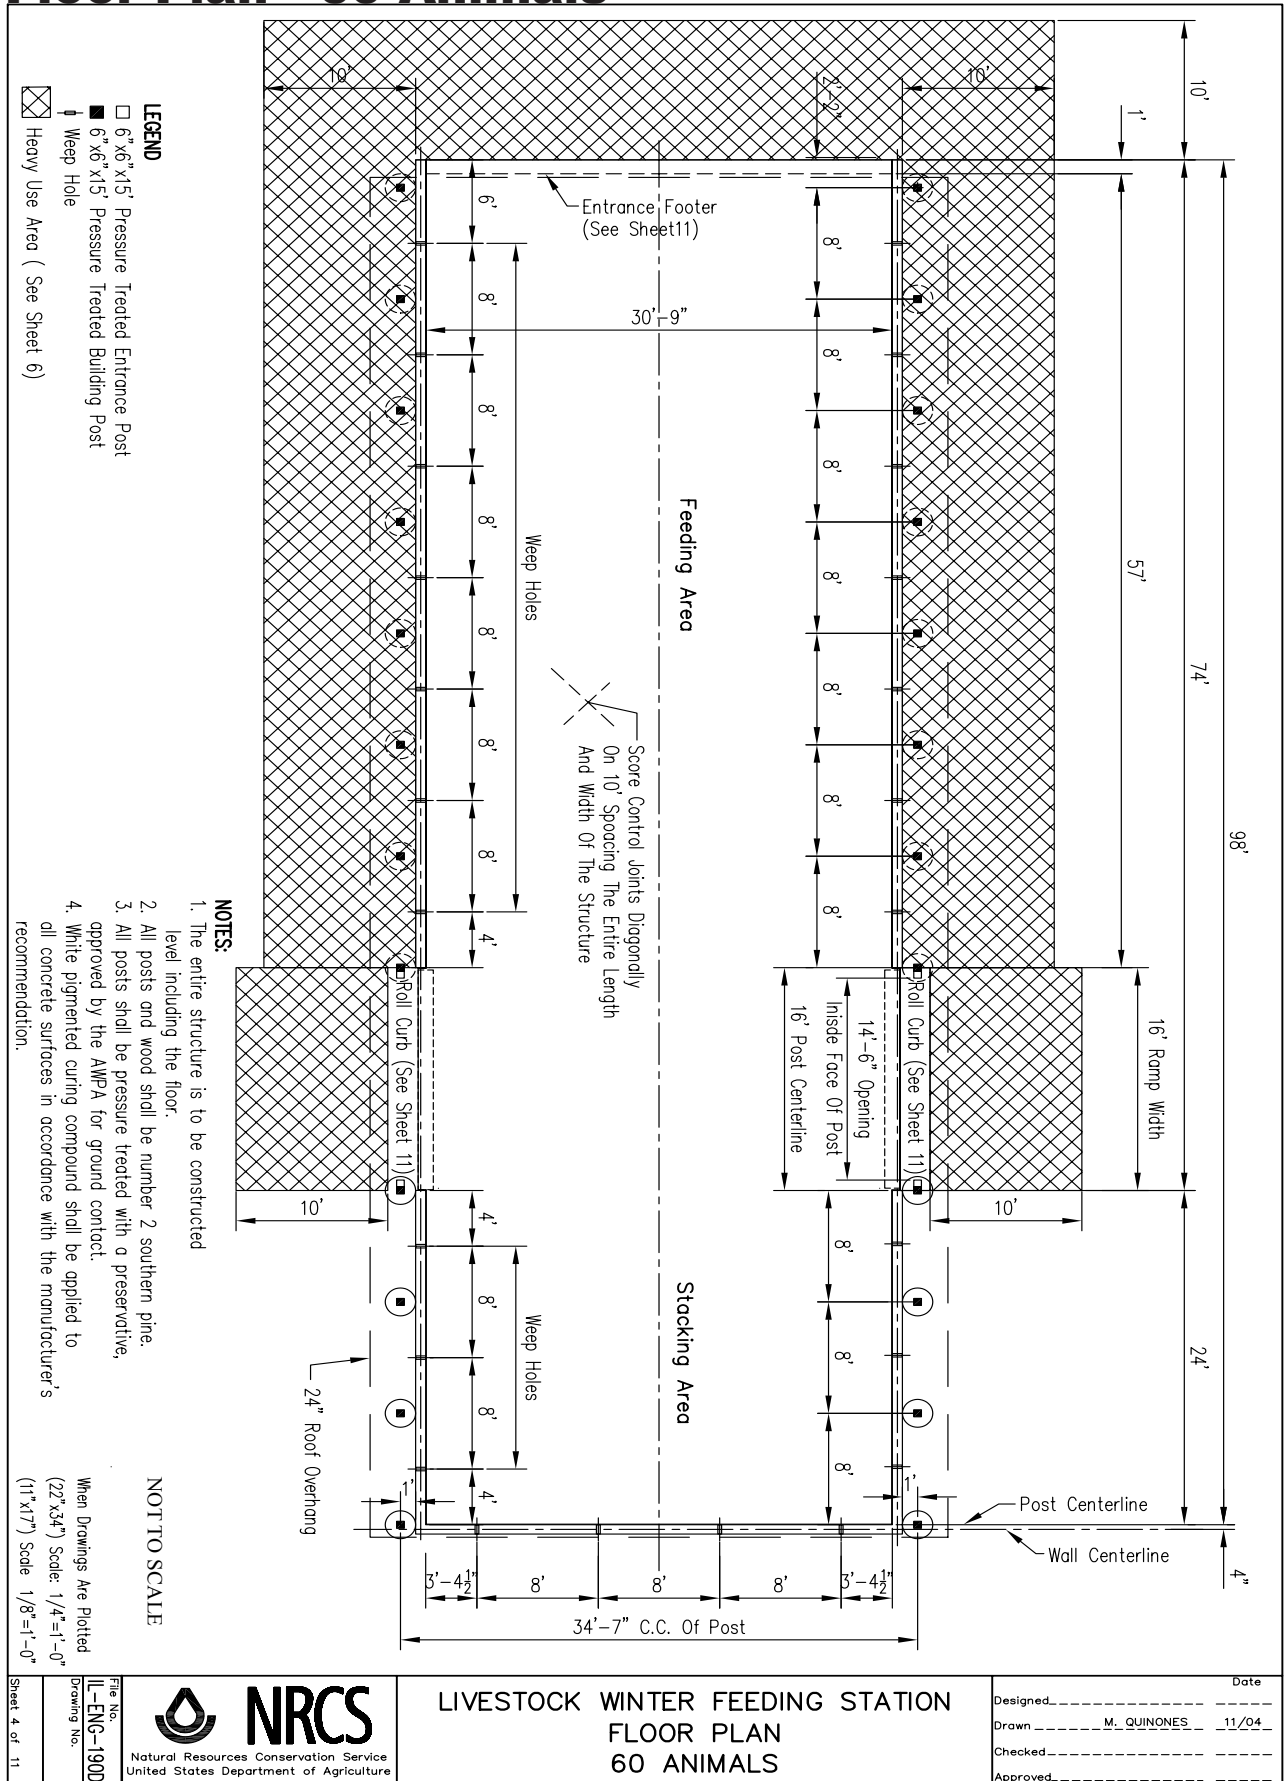 Floor Plan - 60 Animals
10'
10'
2'-2"
10'
1'
6'
8'
8'
8'
8'
8'
8'
4'
Entrance Footer
(See Sheet11)
30'-9"
8'
8'
8'
8'
8'
8'
8'
57'
74'
98'
Feeding Area
Weep Holes
Score Control Joints Diagonally
On 10' Spoacing The Entire Length
And Width Of The Structure
LEGEND
6"x6"x15' Pressure Treated Entrance Post
6"x6"x15' Pressure Treated Building Post
Weep Hole
Heavy Use Area ( See Sheet 6)
NOTES:
1. The entire structure is to be constructed
level including the floor.
2. All posts and wood shall be number 2 southern pine.
3. All posts shall be pressure treated with a preservative,
approved by the AWPA for ground contact.
4. White pigmented curing compound shall be applied to
all concrete surfaces in accordance with the manufacturer's
recommendation.
Roll Curb (See Sheet 11)
16' Post Centerline
Inisde Face Of Post
14'-6" Opening
Roll Curb (See Sheet 11)
16' Ramp Width
10'
10'
4'
8'
8'
4'
Weep Holes
Stacking Area
8'
8'
8'
24'
24" Roof Overhang
1'
1'
Post Centerline
Wall Centerline
4"
3'-4½"
8'
8'
8'
3'-4½"
34'-7" C.C. Of Post
NOT TO SCALE
When Drawings Are Plotted
(22"x34") Scale: 1/4"=1'-0"
(11"x17") Scale 1/8"=1'-0"
Sheet 4 of 11
File No.
IL-ENG-190D
Drawing No.
NRCS
Natural Resources Conservation Service
United States Department of Agriculture
LIVESTOCK WINTER FEEDING STATION
FLOOR PLAN
60 ANIMALS
Date
Designed
Drawn M. QUINONES 11/04
Checked
Approved